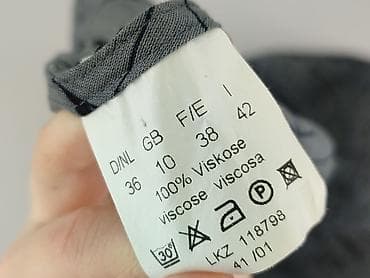 D/NL GB F/E I
36 10 38 42
100% Viskose
viscose viscosa
30° P
LKZ 118798
41 /01